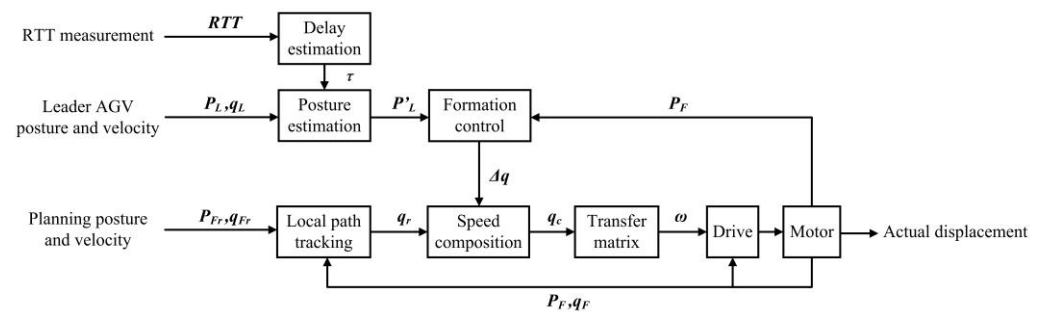 RTT measurement
RTT
Delay
estimation
τ
Leader AGV
posture and velocity
P_L,q_L
Posture
estimation
P'_L
Formation
control
P_F
Δq
Planning posture
and velocity
P_Fr,q_Fr
Local path
tracking
q_r
Speed
composition
q_c
Transfer
matrix
ω
Drive
Motor
Actual displacement
P_F,q_F